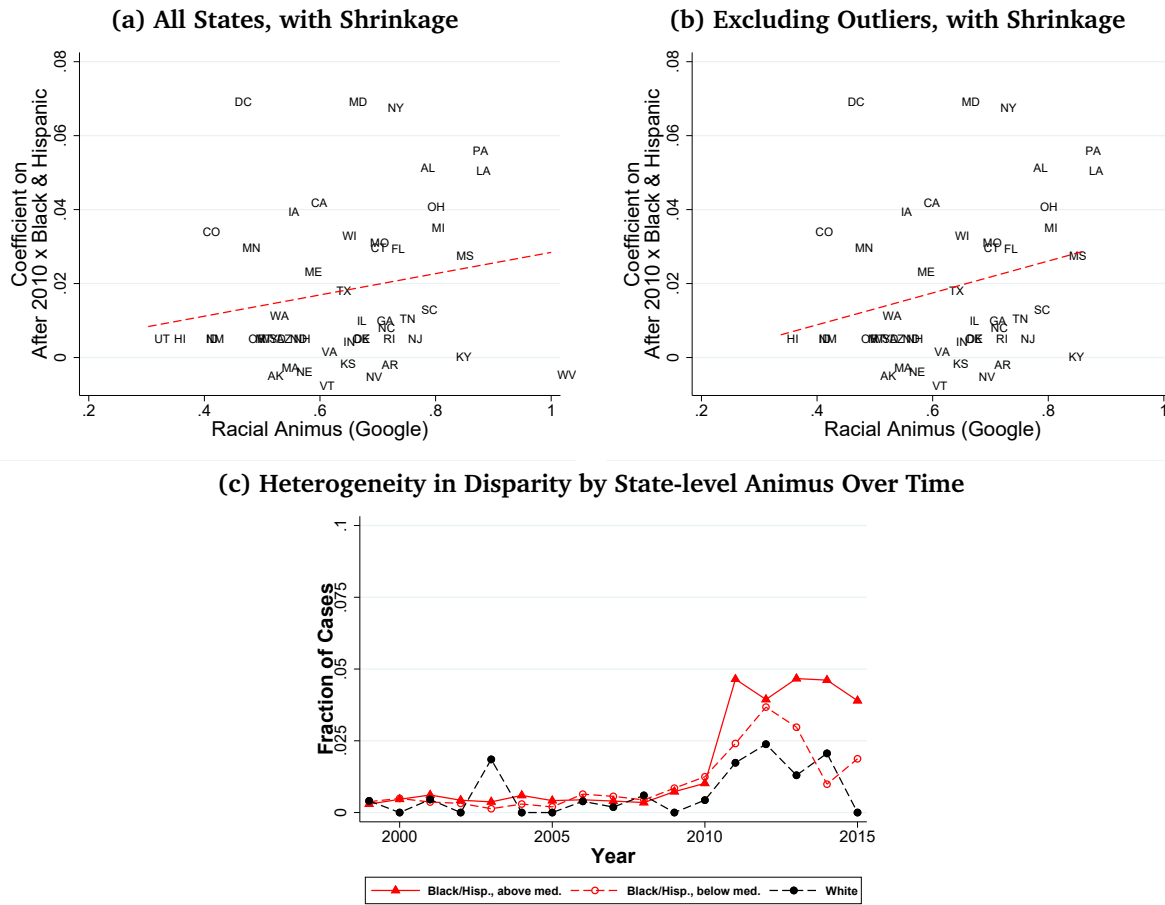 (a) All States, with Shrinkage
Coefficient on
After 2010 x Black & Hispanic
.08
.06
.04
.02
0
DC
MD
NY
PA
AL
LA
CA
IA
OH
CO
MI
WI
MN
MO
CT
FL
MS
ME
TX
WA
SC
IL
GA
TN
NC
UT
HI
NM
NH
OK
RI
NJ
KY
VA
KS
AR
MA
NE
AK
NV
VT
WV
.2
.4
.6
.8
1
Racial Animus (Google)
(b) Excluding Outliers, with Shrinkage
Coefficient on
After 2010 x Black & Hispanic
.08
.06
.04
.02
0
DC
MD
NY
PA
AL
LA
CA
IA
OH
CO
MI
WI
MN
MO
CT
FL
MS
ME
TX
WA
SC
IL
GA
TN
NC
HI
NM
NH
RI
NJ
KY
VA
KS
AR
MA
NE
AK
NV
VT
.2
.4
.6
.8
1
Racial Animus (Google)
(c) Heterogeneity in Disparity by State-level Animus Over Time
Fraction of Cases
.1
.075
.05
.025
0
2000
2005
2010
2015
Year
Black/Hisp., above med.
Black/Hisp., below med.
White